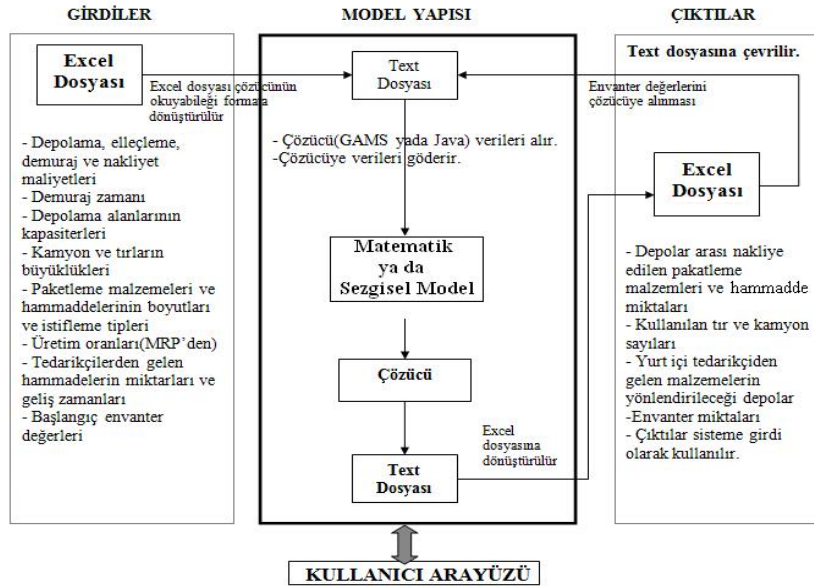 GİRDİLER
Excel
Dosyası
Excel dosyası çözücünün
okuyabileği formata
dönüştürülür
- Depolama, elleçleme,
demuraj ve nakliyet
maliyetleri
- Demuraj zamanı
- Depolama alanlarının
kapasiterleri
- Kamyon ve tırların
büyüklükleri
- Paketleme malzemeleri ve
hammaddelerinin boyutları
ve istifleme tipleri
- Üretim oranları(MRP’den)
- Tedarikçilerden gelen
hammadelerin miktarları ve
geliş zamanları
- Başlangıç envanter
değerleri
MODEL YAPISI
Text
Dosyası
- Çözücü(GAMS yada Java) verileri alır.
-Çözücüye verileri göderir.
Matematik
ya da
Sezgisel Model
Çözücü
Text
Dosyası
Excel
dosyasına
dönüştürülür
ÇIKTILAR
Text dosyasına çevrilir.
Envanter değerlerini
çözücüye alınması
Excel
Dosyası
- Depolar arası nakliye
edilen pakatleme
malzemleri ve hammadde
miktaları
- Kullanılan tır ve kamyon
sayıları
- Yurt içi tedarikçiden
gelen malzemelerin
yönlendirileceği depolar
-Envanter miktaları
- Çıktılar sisteme girdi
olarak kullanılır.
KULLANICI ARAYÜZÜ